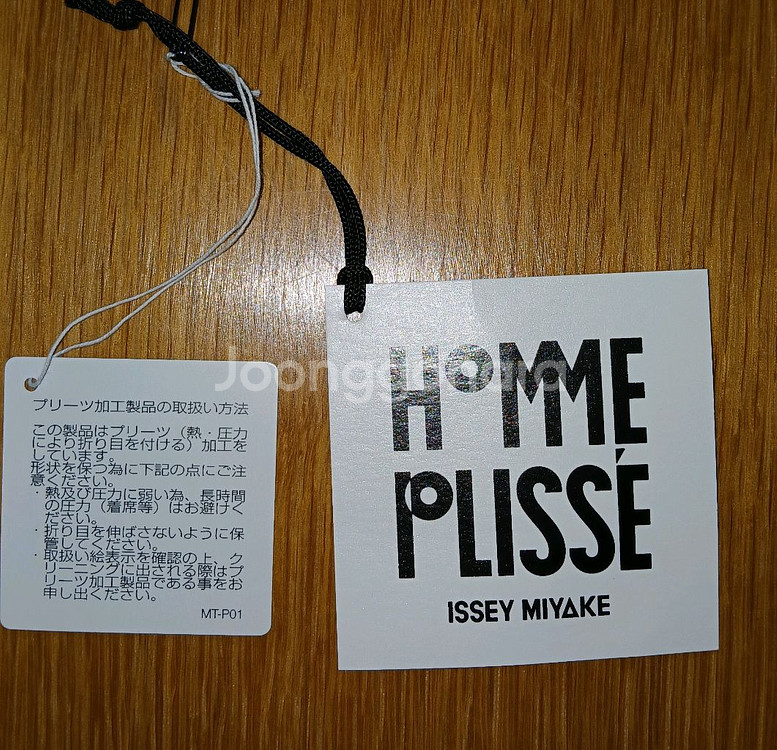 プリーツ加工製品の取扱い方法
この製品はプリーツ（熱・圧力
により折り目を付ける）加工を
しています。
形状を保つ為に下記の点にご注
意ください。
・熱及び圧力に弱い為、長時間
の圧力（着席等）はお避けく
ださい。
・折り目を伸ばさないように保
管してください。
・取扱い絵表示を確認の上、ク
リーニングに出される際はプ
リーツ加工製品である事をお
申し出ください。
MT-P01
HOMME
PLISSÉ
ISSEY MIYAKE
Joonggonara